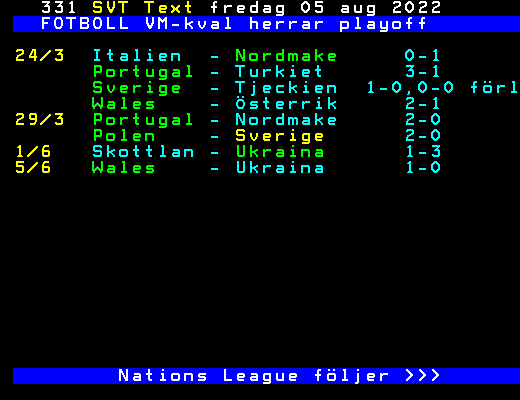 331 SVT Text fredag 05 aug 2022
FOTBOLL VM-kval herrar playoff
24/3 Italien - Nordmake 0-1
Portugal - Turkiet 3-1
Sverige - Tjeckien 1-0,0-0 förl
Wales - Österrik 2-1
29/3 Portugal - Nordmake 2-0
Polen - Sverige 2-0
1/6 Skottlan - Ukraina 1-3
5/6 Wales - Ukraina 1-0
Nations League följer >>>